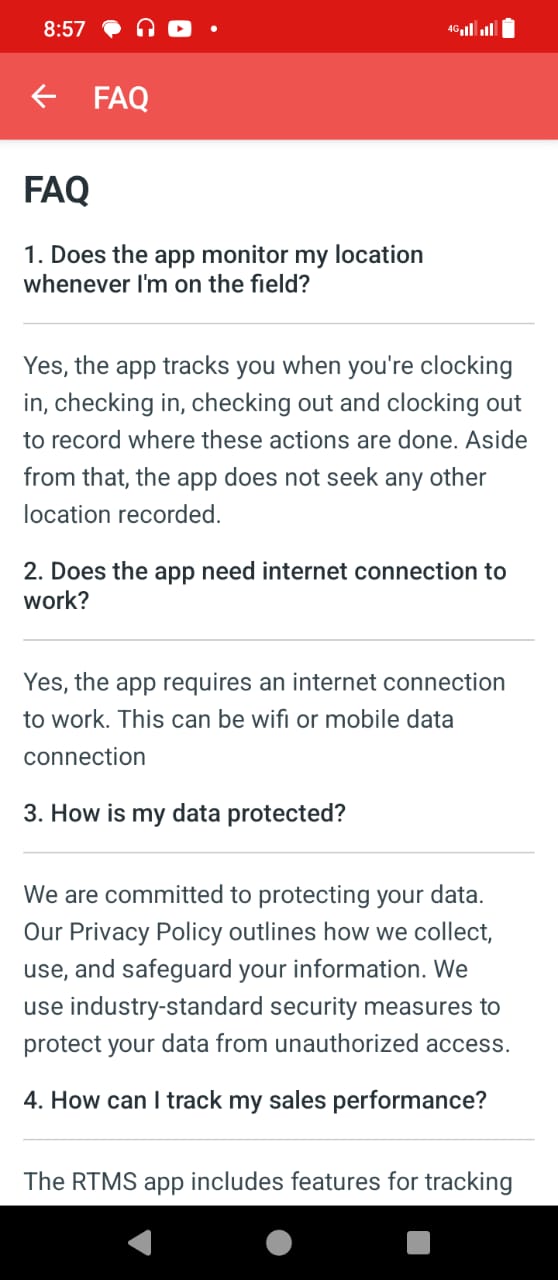 8:57
4G
FAQ
FAQ
1. Does the app monitor my location
whenever I'm on the field?
Yes, the app tracks you when you're clocking
in, checking in, checking out and clocking out
to record where these actions are done. Aside
from that, the app does not seek any other
location recorded.
2. Does the app need internet connection to
work?
Yes, the app requires an internet connection
to work. This can be wifi or mobile data
connection
3. How is my data protected?
We are committed to protecting your data.
Our Privacy Policy outlines how we collect,
use, and safeguard your information. We
use industry-standard security measures to
protect your data from unauthorized access.
4. How can I track my sales performance?
The RTMS app includes features for tracking